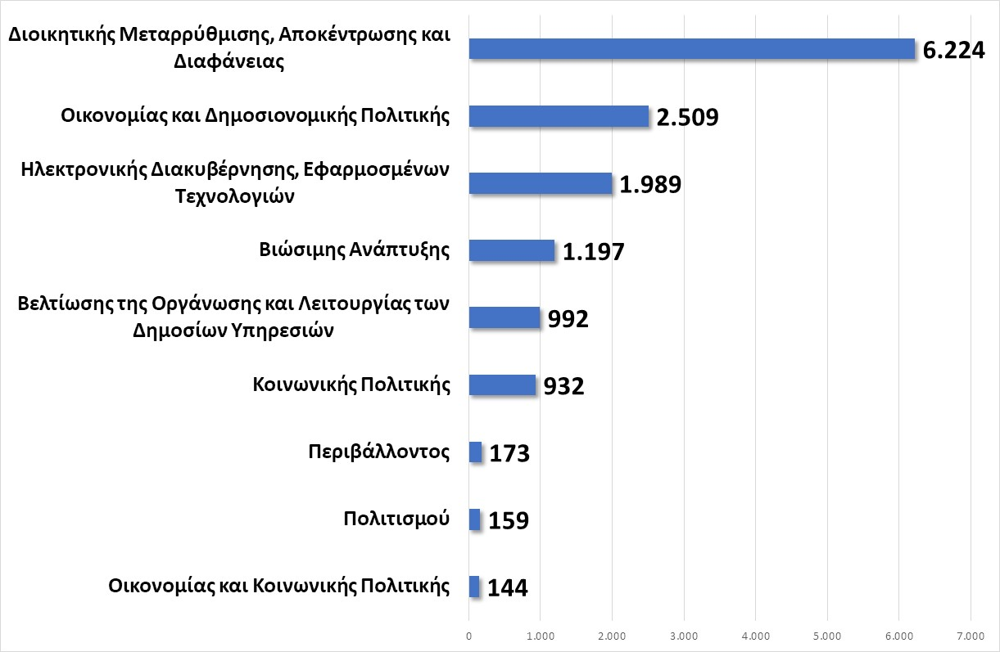 Διοικητικής Μεταρρύθμισης, Αποκέντρωσης και
Διαφάνειας
6.224
Οικονομίας και Δημοσιονομικής Πολιτικής
2.509
Ηλεκτρονικής Διακυβέρνησης, Εφαρμοσμένων
Τεχνολογιών
1.989
Βιώσιμης Ανάπτυξης
1.197
Βελτίωσης της Οργάνωσης και Λειτουργίας των
Δημοσίων Υπηρεσιών
992
Κοινωνικής Πολιτικής
932
Περιβάλλοντος
173
Πολιτισμού
159
Οικονομίας και Κοινωνικής Πολιτικής
144
0 1.000 2.000 3.000 4.000 5.000 6.000 7.000